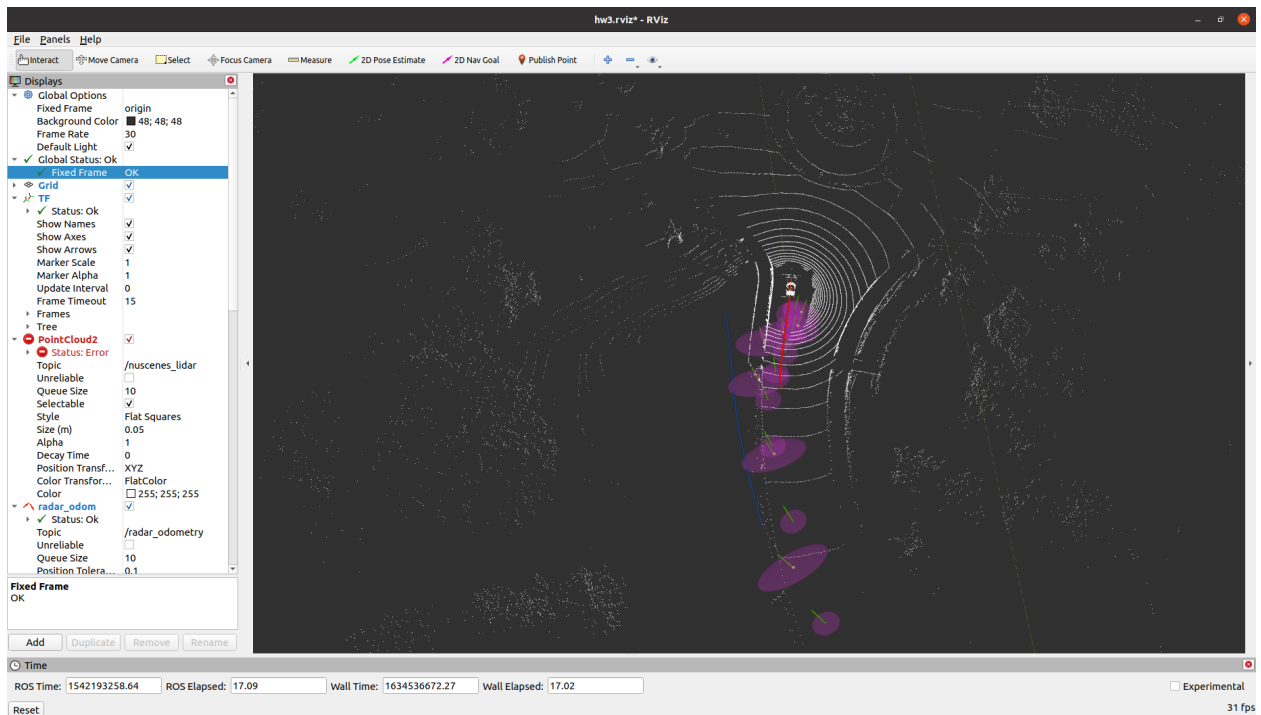 hw3.rviz* - RViz
File Panels Help
Interact Move Camera Select Focus Camera Measure 2D Pose Estimate 2D Nav Goal Publish Point
Displays
Global Options
Fixed Frame origin
Background Color 48; 48; 48
Frame Rate 30
Default Light
Global Status: Ok
Fixed Frame OK
Grid
TF
Status: Ok
Show Names
Show Axes
Show Arrows
Marker Scale 1
Marker Alpha 1
Update Interval 0
Frame Timeout 15
Frames
Tree
PointCloud2
Status: Error
Topic /nuscenes_lidar
Unreliable
Queue Size 10
Selectable
Style Flat Squares
Size (m) 0.05
Alpha 1
Decay Time 0
Position Transf... XYZ
Color Transfor... FlatColor
Color 255; 255; 255
radar_odom
Status: Ok
Topic /radar_odometry
Unreliable
Queue Size 10
Position Tolera... 0.1
Fixed Frame
OK
Add Duplicate Remove Rename
Time
ROS Time: 1542193258.64 ROS Elapsed: 17.09 Wall Time: 1634536672.27 Wall Elapsed: 17.02 Experimental
Reset 31 fps